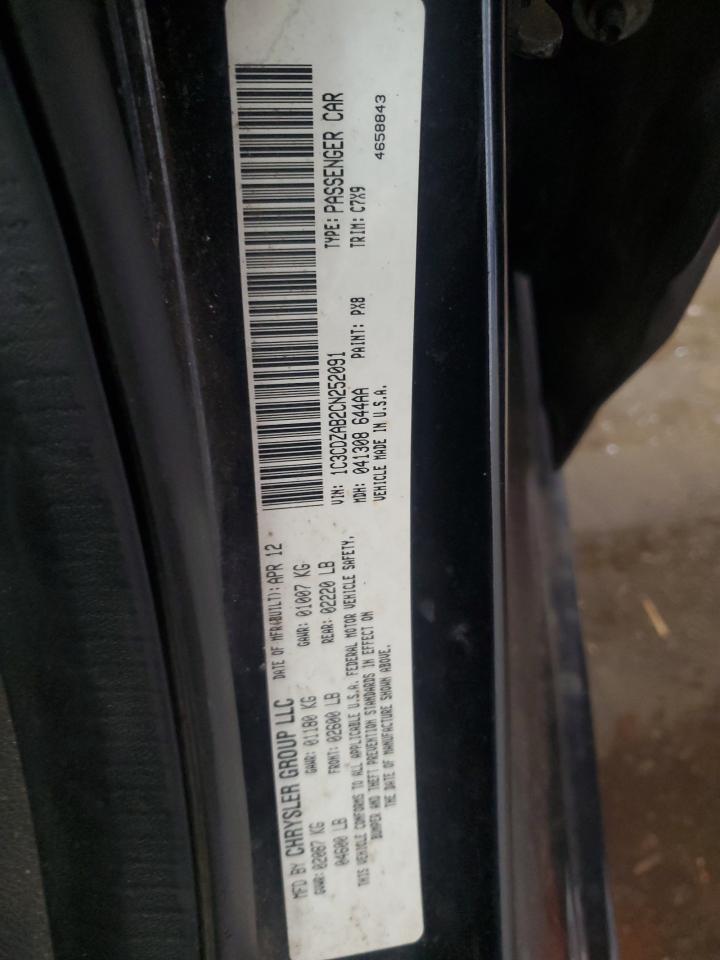 MFD BY CHRYSLER GROUP LLC DATE OF MFR(BUILT): APR 12
GVWR: 02087 KG GAWR: 01180 KG GAWR: 01007 KG
04600 LB FRONT: 02600 LB REAR: 02220 LB
THIS VEHICLE CONFORMS TO ALL APPLICABLE U.S.A. FEDERAL MOTOR VEHICLE SAFETY,
BUMPER AND THEFT PREVENTION STANDARDS IN EFFECT ON
THE DATE OF MANUFACTURE SHOWN ABOVE.
VIN: 1C3CDZAB2CN252091 TYPE: PASSENGER CAR
MDH: 041308 644AA PAINT: PX8 TRIM: C7X9
VEHICLE MADE IN U.S.A. 4658843